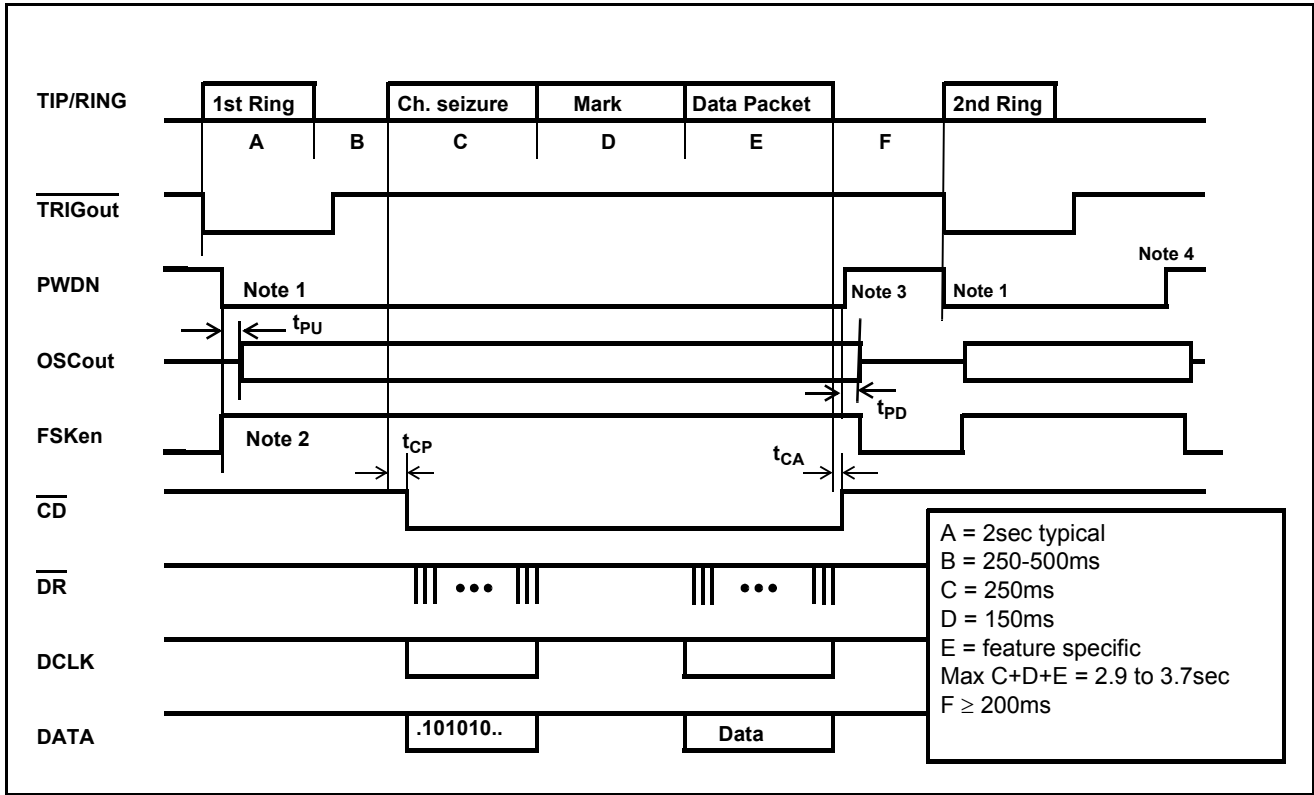 TIP/RING
1st Ring
Ch. seizure
Mark
Data Packet
2nd Ring
A
B
C
D
E
F
TRIGout
PWDN
Note 1
Note 3
Note 1
Note 4
tPU
OSCout
tPD
FSKen
Note 2
tCP
tCA
CD
DR
DCLK
DATA
.101010..
Data
A = 2sec typical
B = 250-500ms
C = 250ms
D = 150ms
E = feature specific
Max C+D+E = 2.9 to 3.7sec
F ≥ 200ms